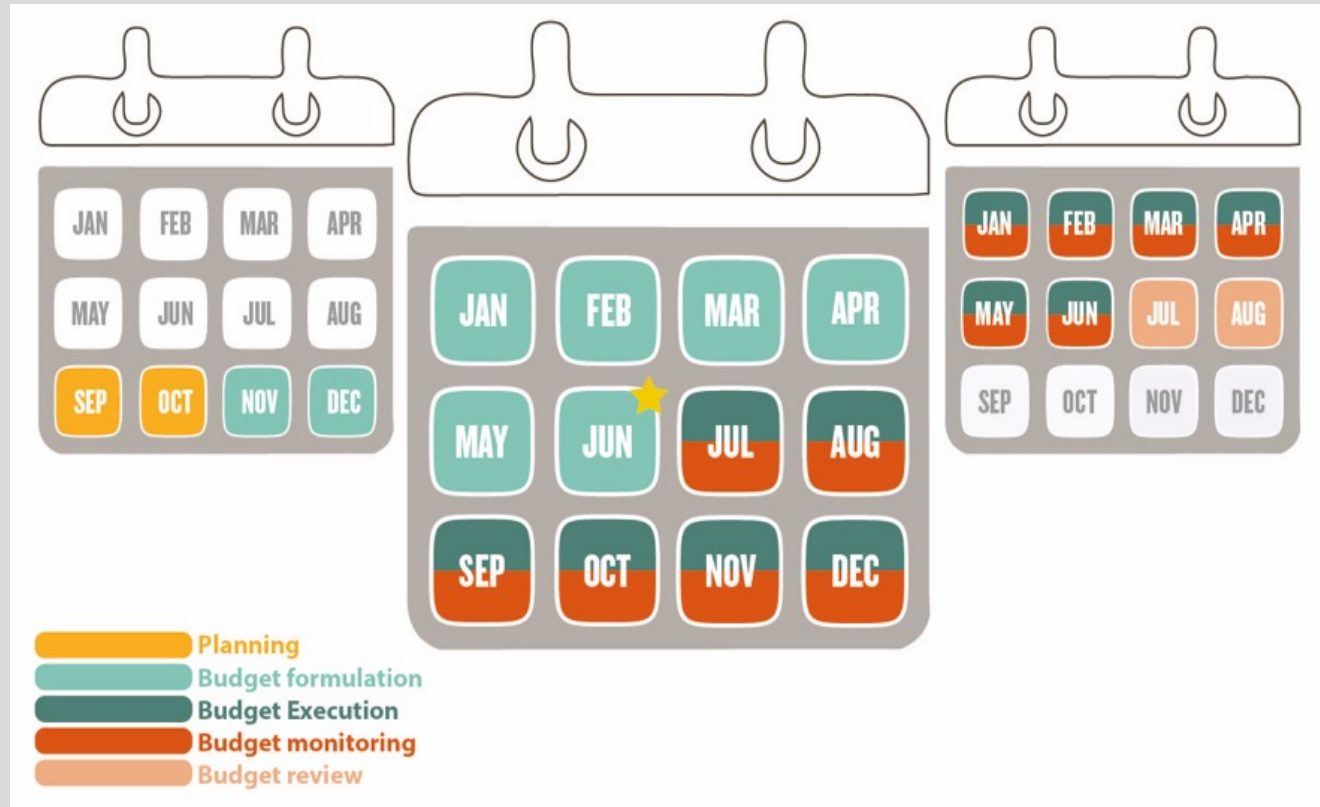 JAN FEB MAR APR
MAY JUN JUL AUG
SEP OCT NOV DEC
JAN FEB MAR APR
MAY JUN JUL AUG
SEP OCT NOV DEC
JAN FEB MAR APR
MAY JUN JUL AUG
SEP OCT NOV DEC
Planning
Budget formulation
Budget Execution
Budget monitoring
Budget review